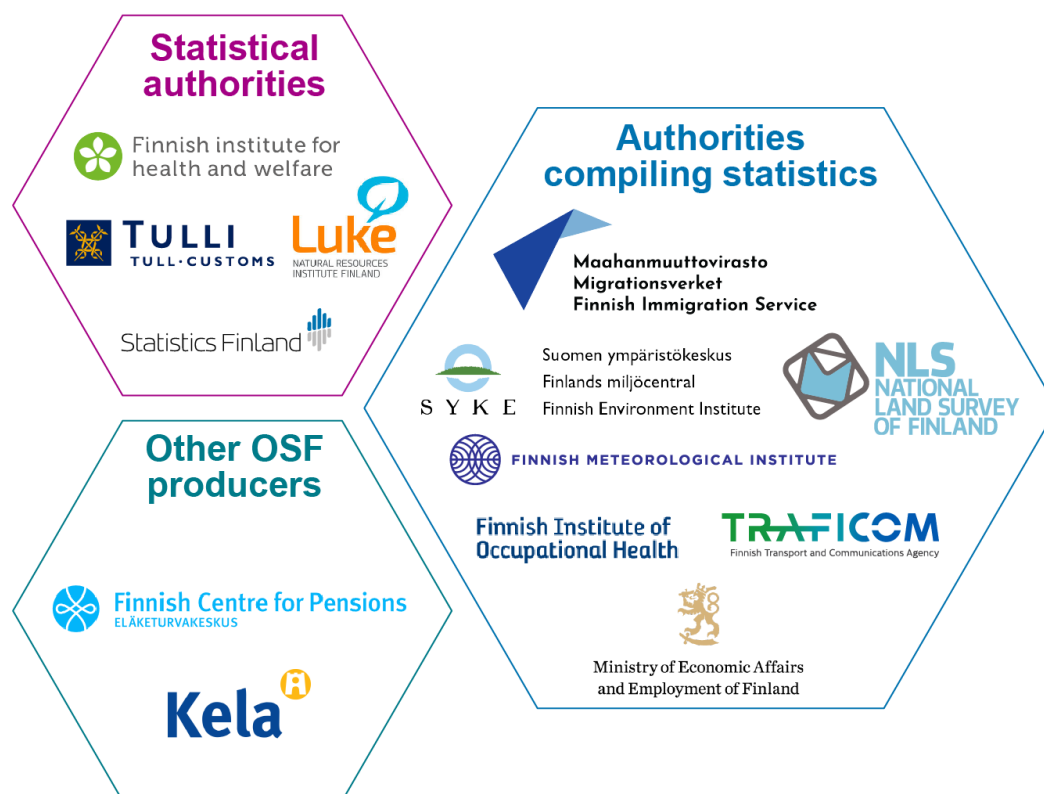 Statistical
authorities
Finnish institute for
health and welfare
TULLI
TULL·CUSTOMS
Luke
NATURAL RESOURCES
INSTITUTE FINLAND
Statistics Finland
Authorities
compiling statistics
Maahanmuuttovirasto
Migrationsverket
Finnish Immigration Service
SYKE
Suomen ympäristökeskus
Finlands miljöcentral
Finnish Environment Institute
NLS
NATIONAL
LAND SURVEY
OF FINLAND
FINNISH METEOROLOGICAL INSTITUTE
Finnish Institute of
Occupational Health
TRAFICOM
Finnish Transport and Communications Agency
Ministry of Economic Affairs
and Employment of Finland
Other OSF
producers
Finnish Centre for Pensions
ELÄKETURVAKESKUS
Kela